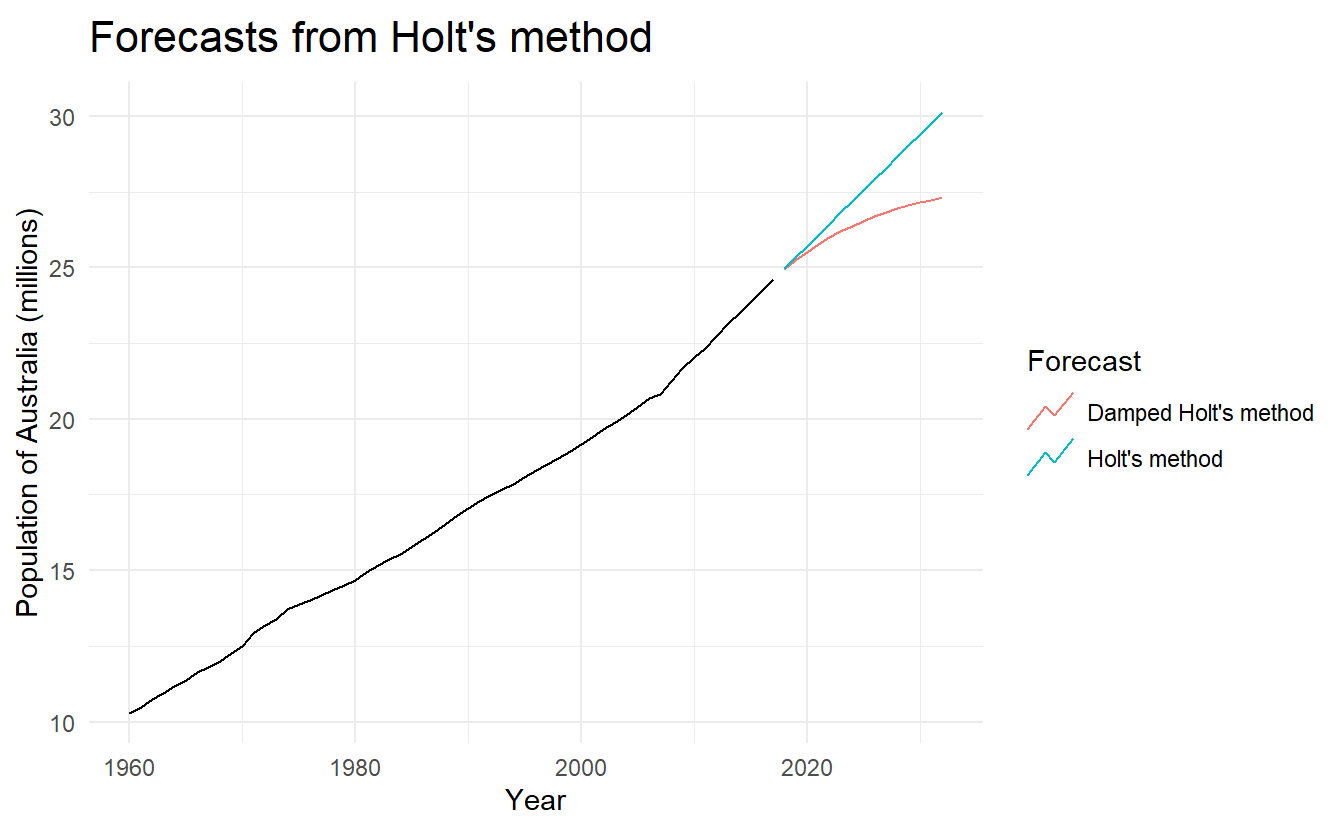 Forecasts from Holt's method
30
25
20
15
10
Population of Australia (millions)
1960 1980 2000 2020
Year
Forecast
Damped Holt's method
Holt's method